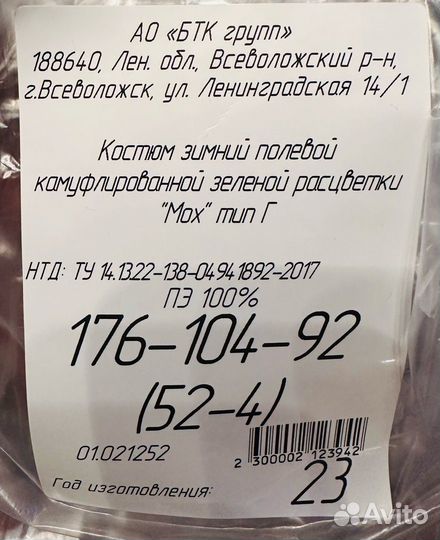 АО «БТК групп»
188640, Лен. обл., Всеволожский р-н,
г.Всеволожск, ул. Ленинградская 14/1
Костюм зимний полевой
камуфлированной зеленой расцветки
"Мох" тип Г
НТД: ТУ 14.13.22-138-04941892-2017
ПЭ 100%
176-104-92
(52-4)
01.021252
2 300002 123942
Год изготовления: 23
Avito